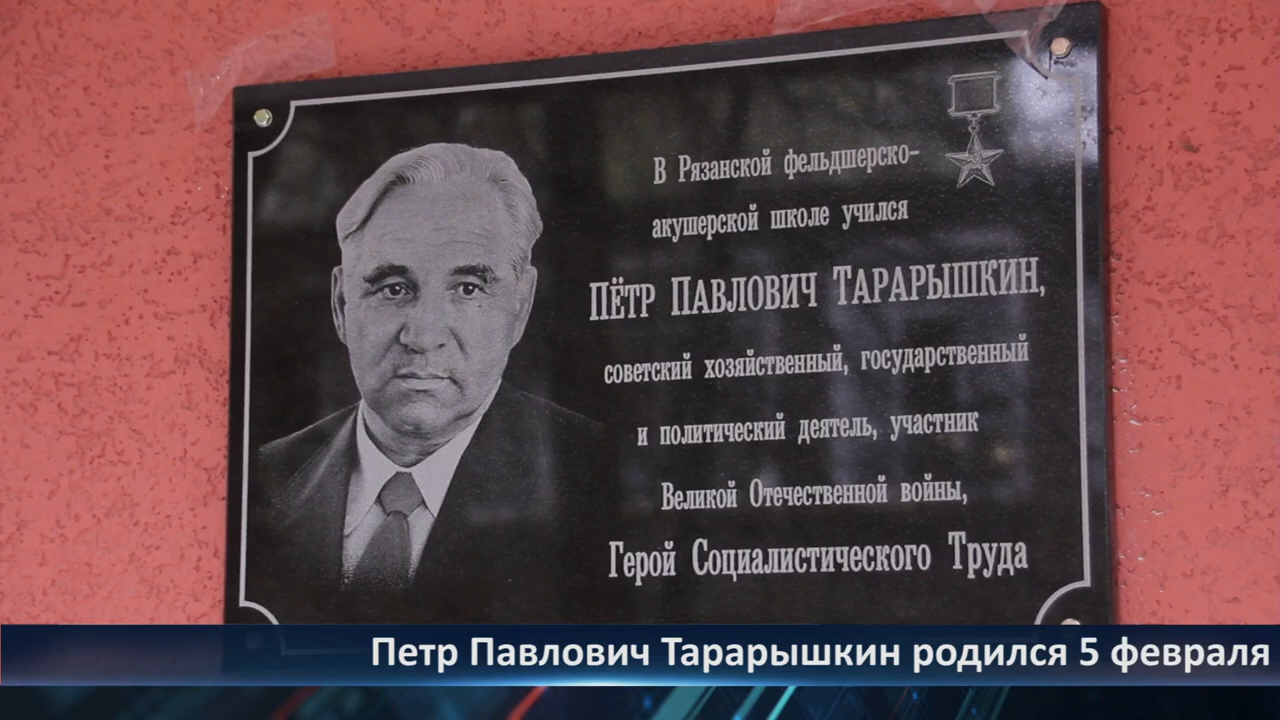 В Рязанской фельдшерско-
акушерской школе учился
Пётр Павлович Тарарышкин,
советский хозяйственный, государственный
и политический деятель, участник
Великой Отечественной войны,
Герой Социалистического Труда
Петр Павлович Тарарышкин родился 5 февраля